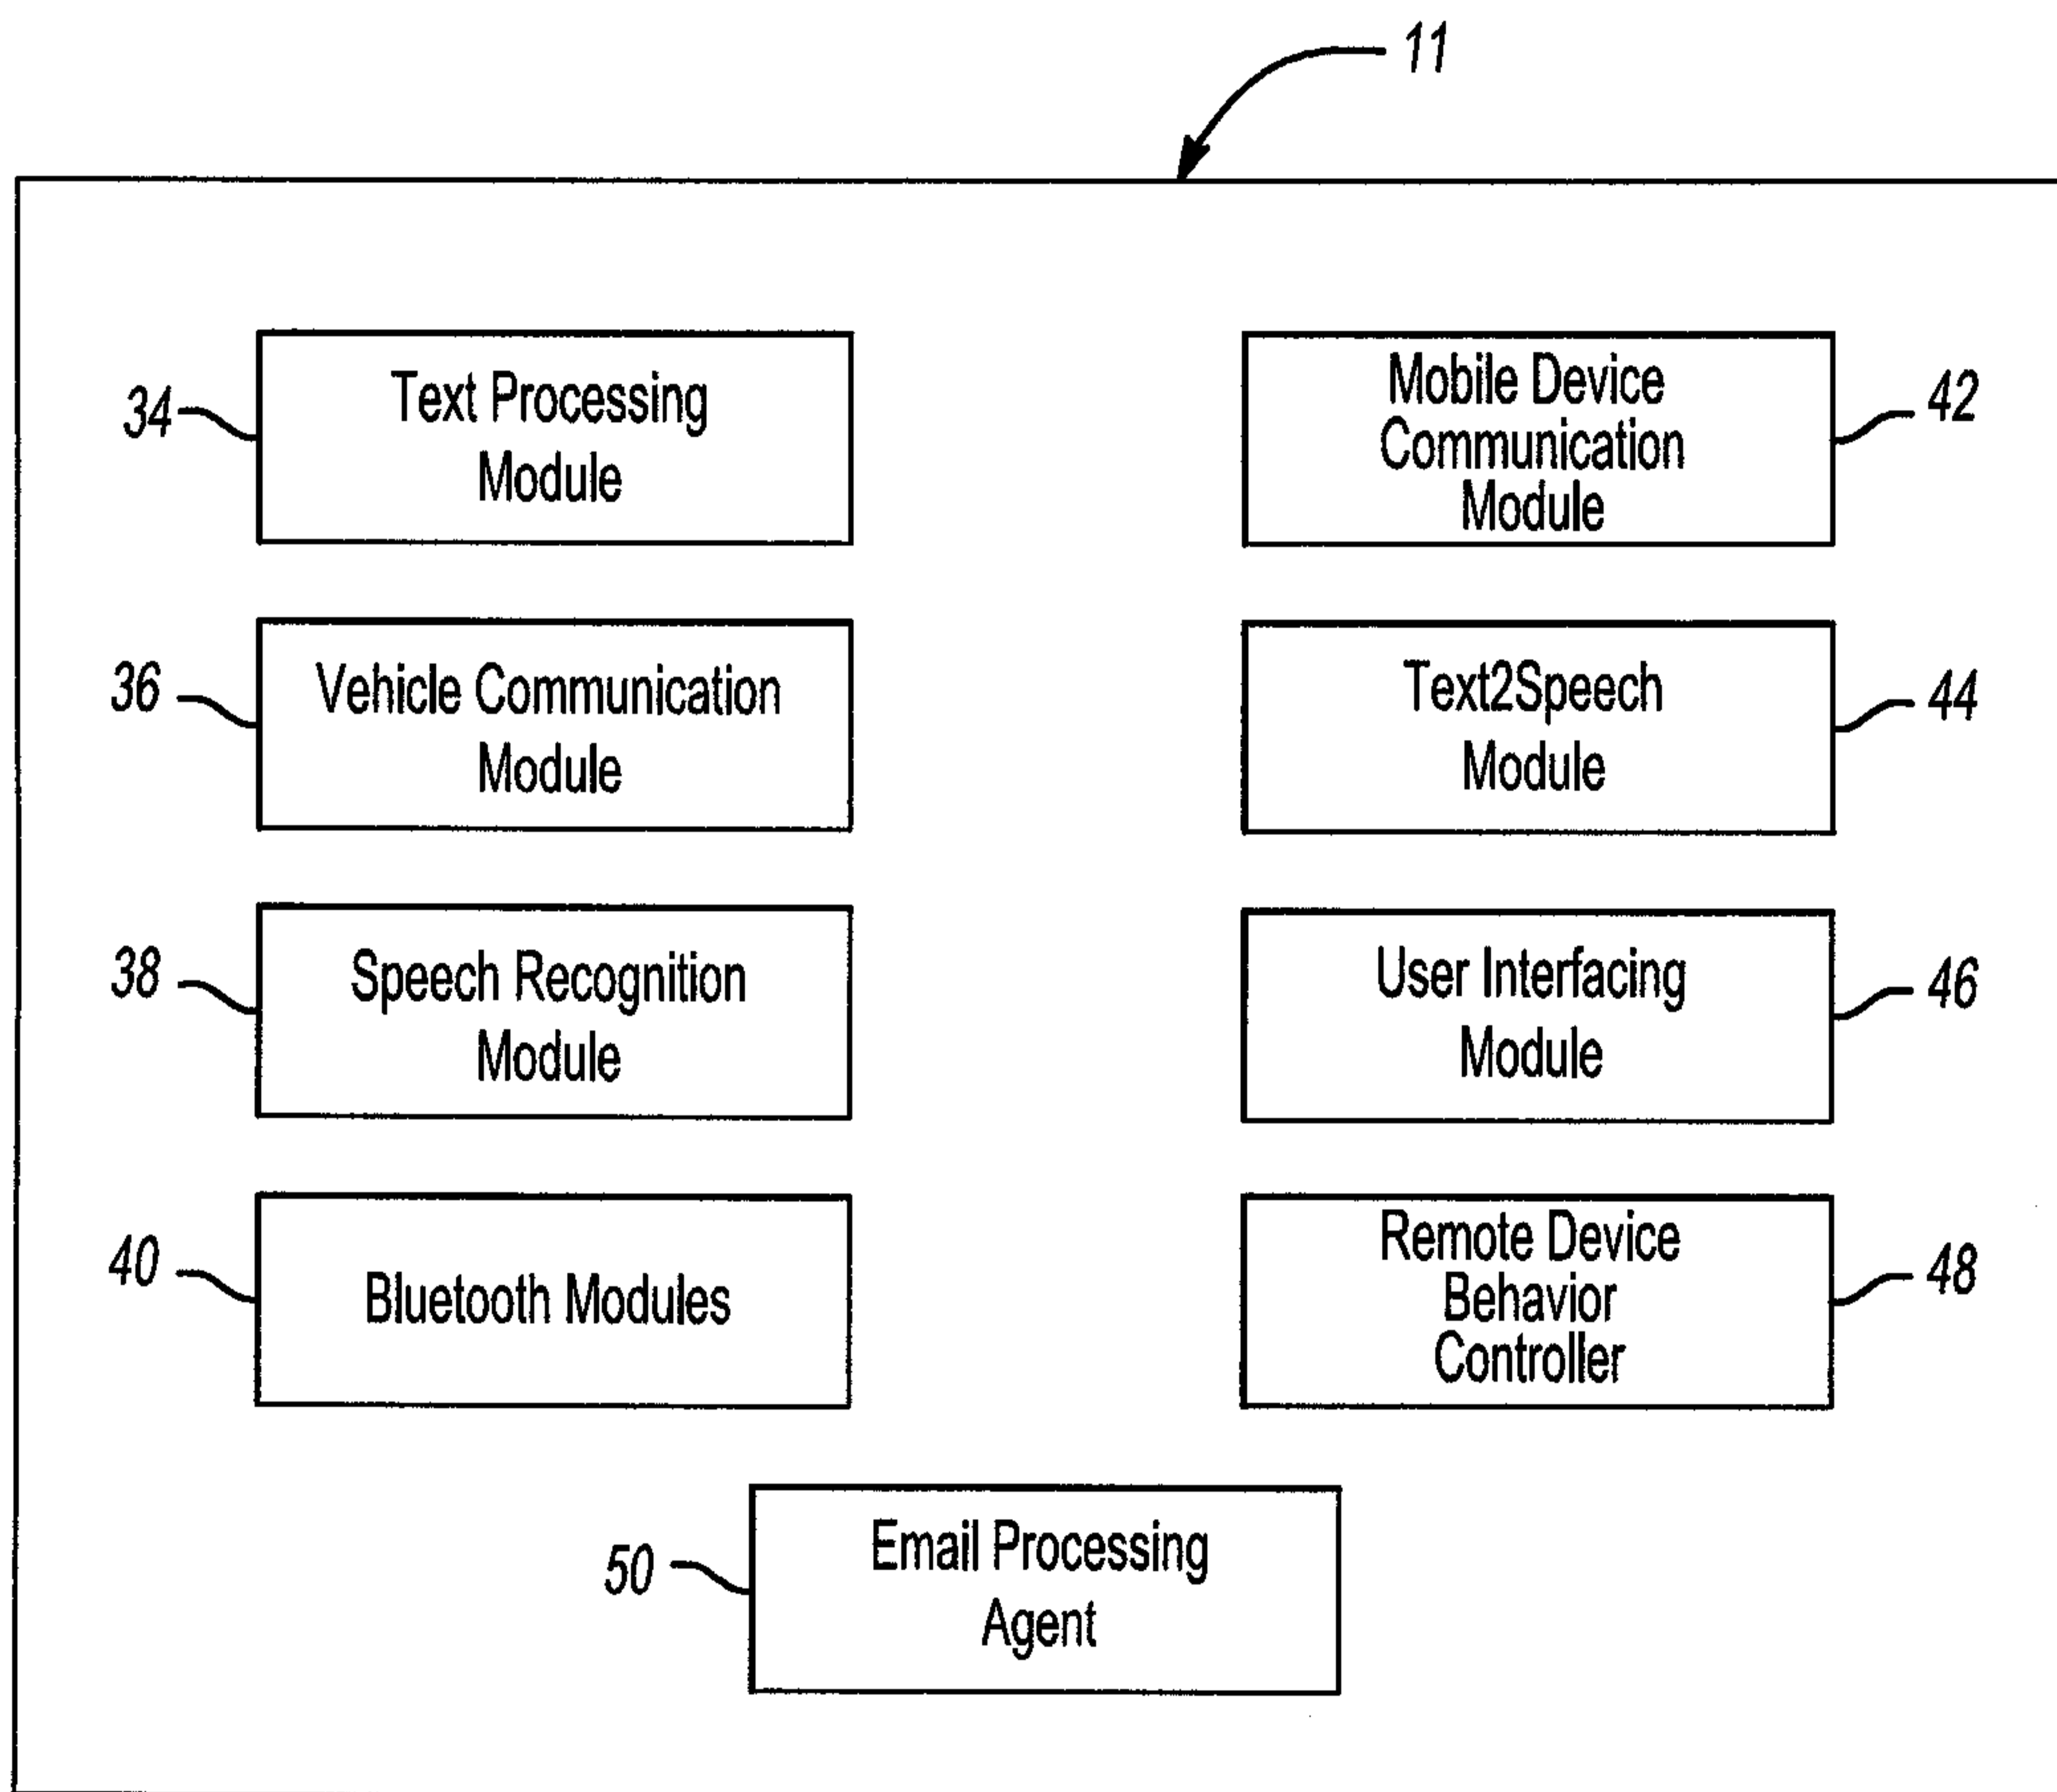 11
34
Text Processing
Module
Mobile Device
Communication
Module
42
36
Vehicle Communication
Module
Text2Speech
Module
44
38
Speech Recognition
Module
User Interfacing
Module
46
40
Bluetooth Modules
Remote Device
Behavior
Controller
48
50
Email Processing
Agent